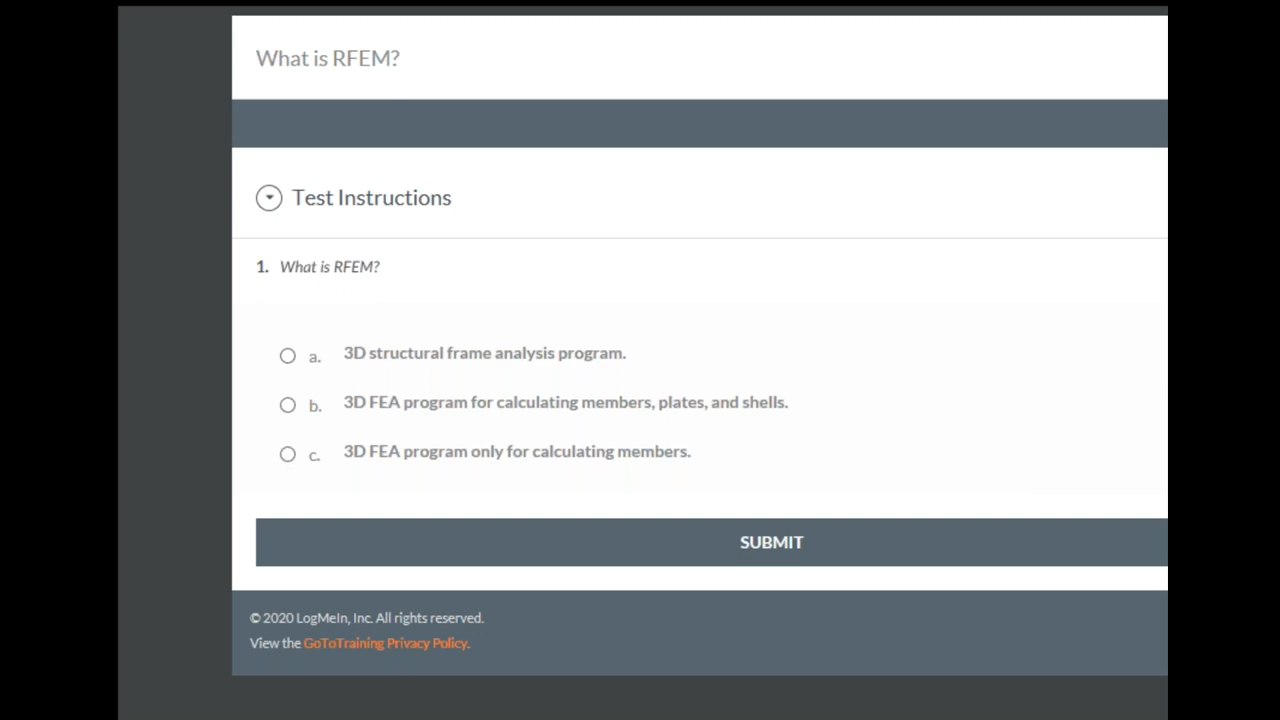 What is RFEM?
Test Instructions
1. What is RFEM?
a. 3D structural frame analysis program.
b. 3D FEA program for calculating members, plates, and shells.
c. 3D FEA program only for calculating members.
SUBMIT
© 2020 LogMeIn, Inc. All rights reserved.
View the GoToTraining Privacy Policy.